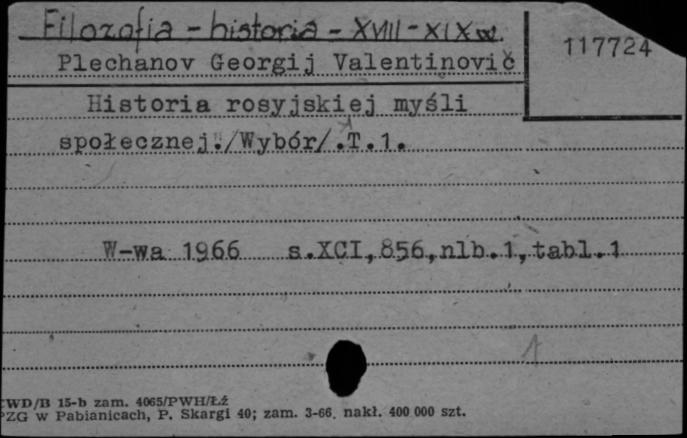 Filozofia - historia - XVIII-XIX w.
117724
Plechanov Georgij Valentinovič
Historia rosyjskiej myśli
społecznej./Wybór/.T.1.
W-wa 1966 s.XCI,856,nlb.1,tabl.1
1
WD/B 15-b zam. 4065/PWH/Łź
PZG w Pabianicach, P. Skargi 40; zam. 3-66. nakł. 400 000 szt.